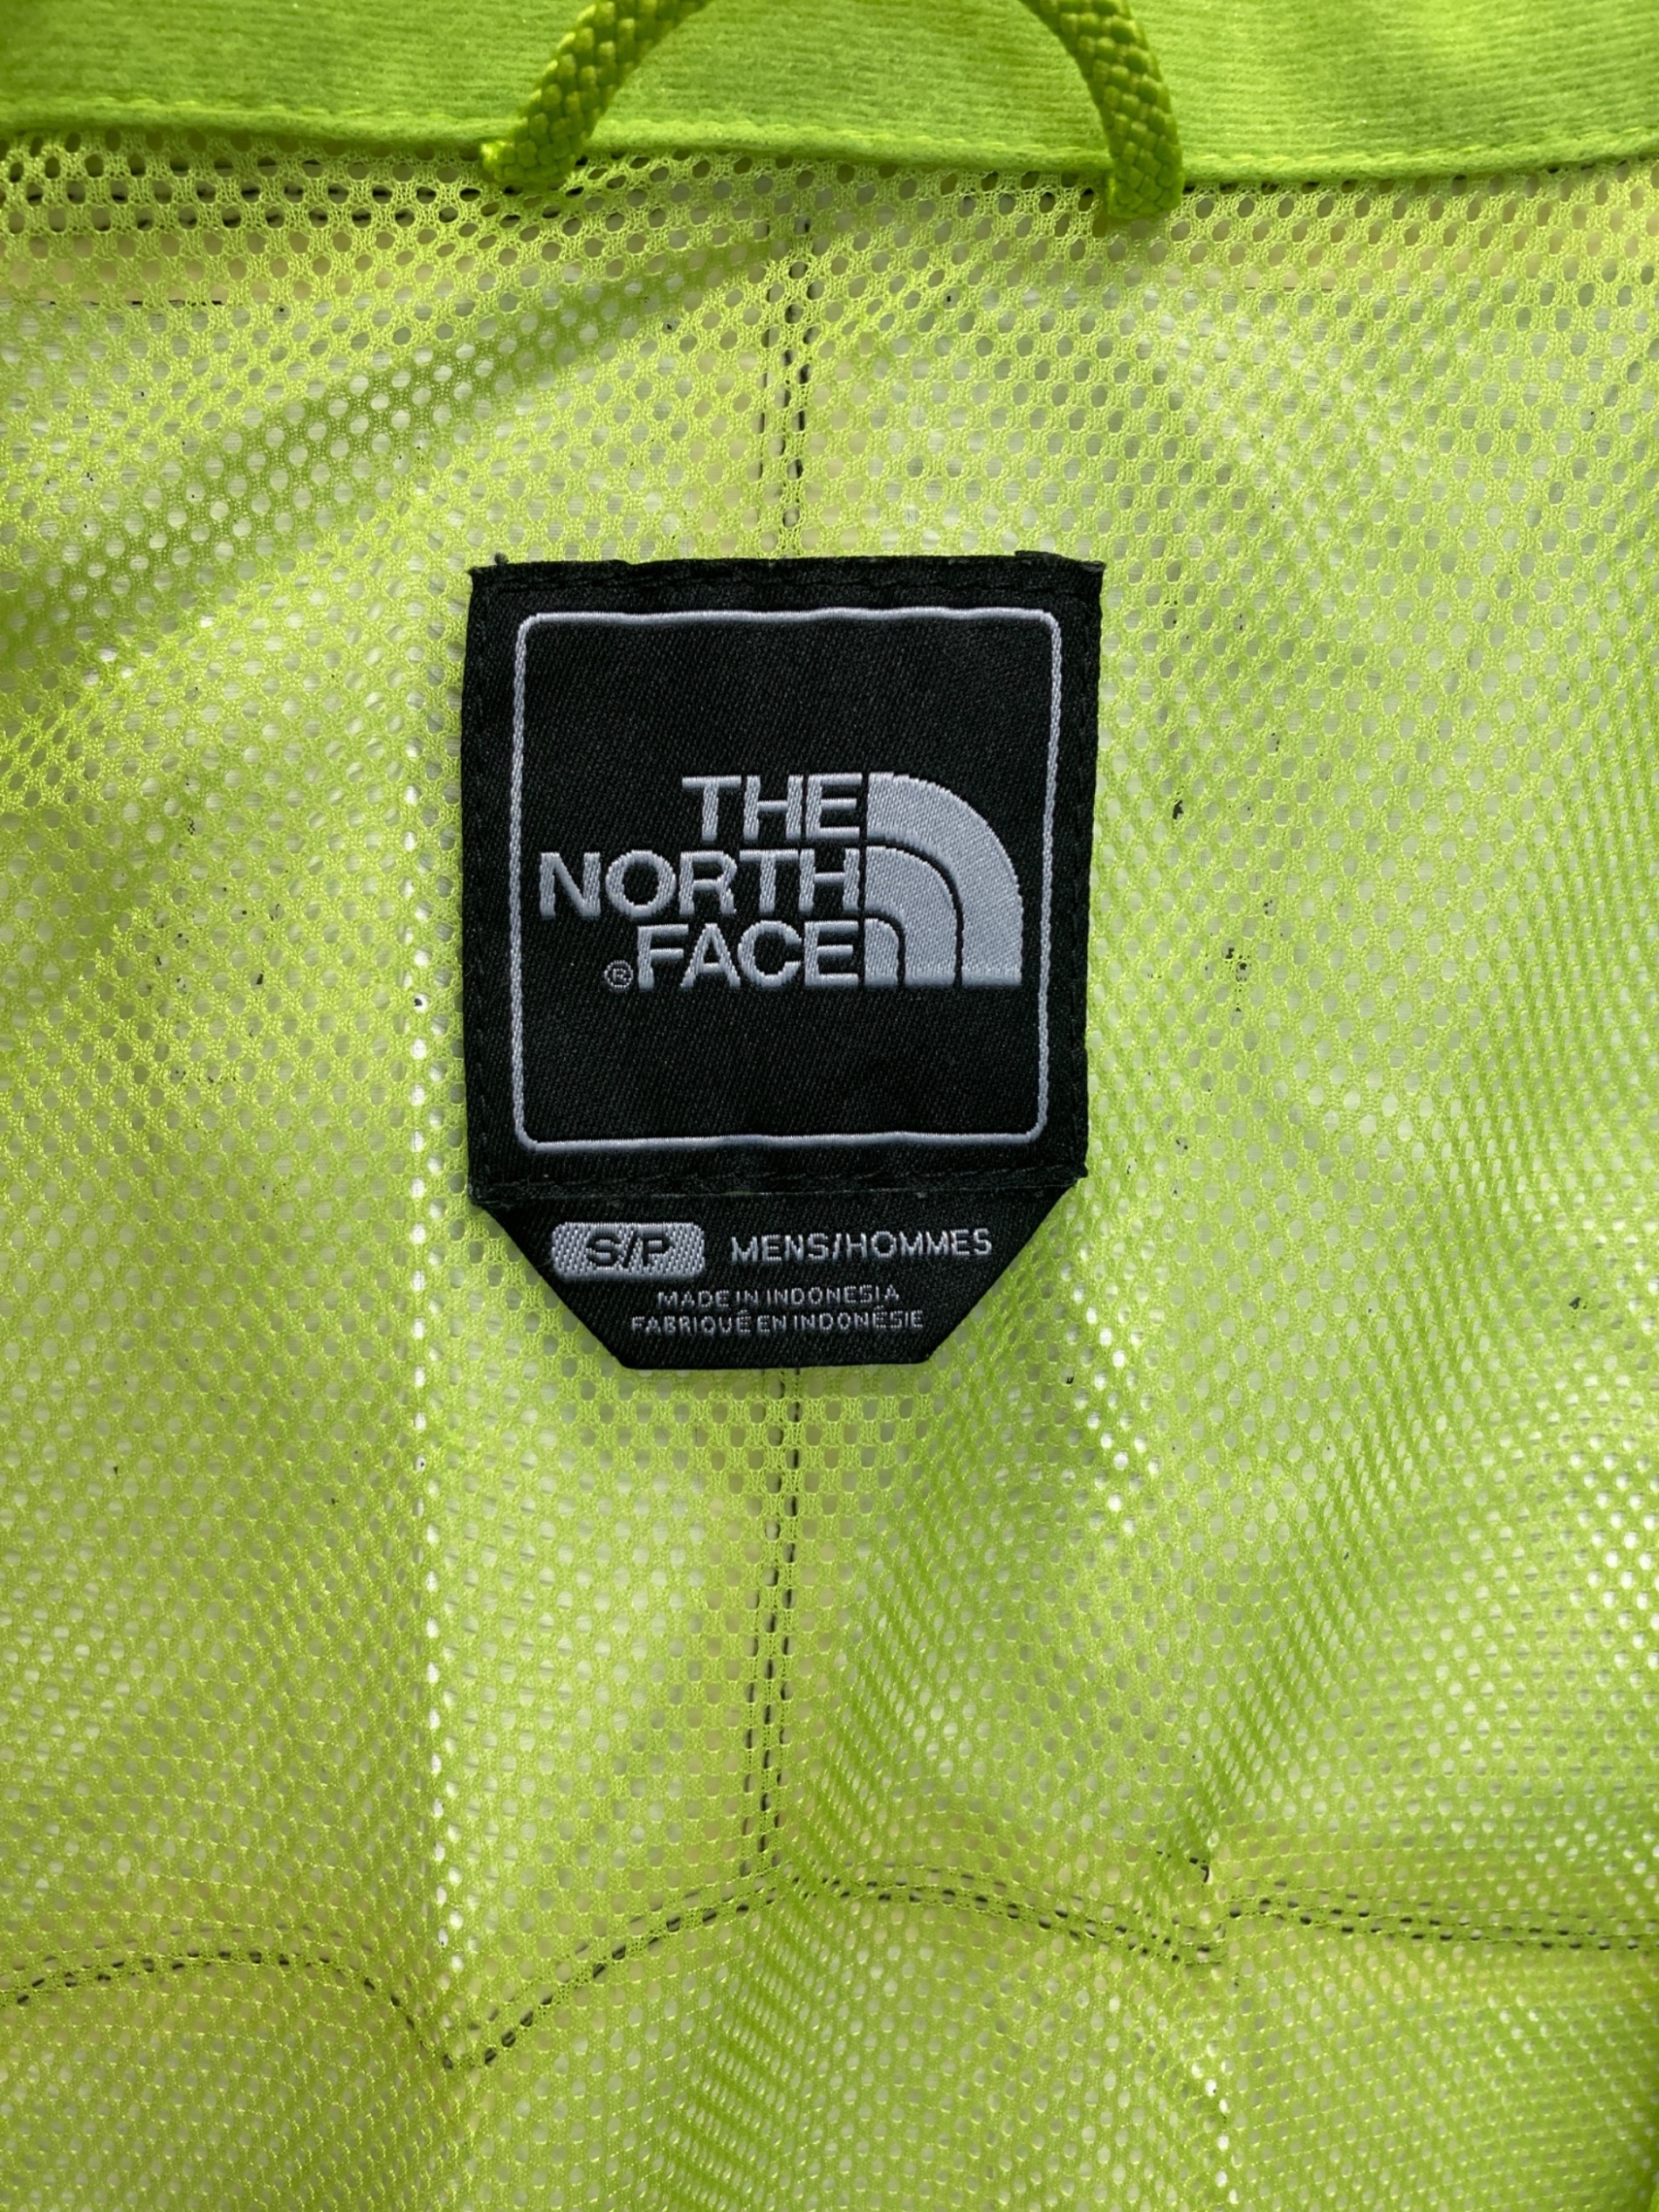 THE
NORTH
®FACE
S/P MENS/HOMMES
MADE IN INDONESIA
FABRIQUÉ EN INDONÉSIE